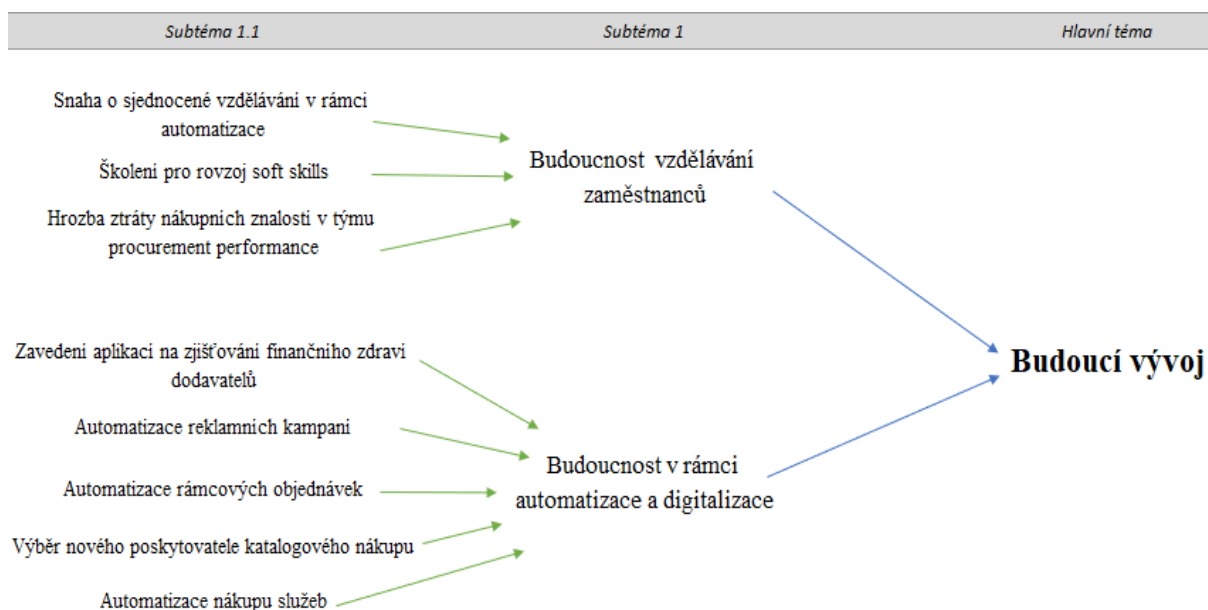 Subtéma 1.1
Subtéma 1
Hlavní téma
Snaha o sjednocené vzdělávání v rámci
automatizace
Školení pro rovzoj soft skills
Hrozba ztráty nákupních znalostí v týmu
procurement performance
Budoucnost vzdělávání
zaměstnanců
Zavedení aplikací na zjišťování finančního zdraví
dodavatelů
Automatizace reklamních kampaní
Automatizace rámcových objednávek
Výběr nového poskytovatele katalogového nákupu
Automatizace nákupu služeb
Budoucnost v rámci
automatizace a digitalizace
Budoucí vývoj